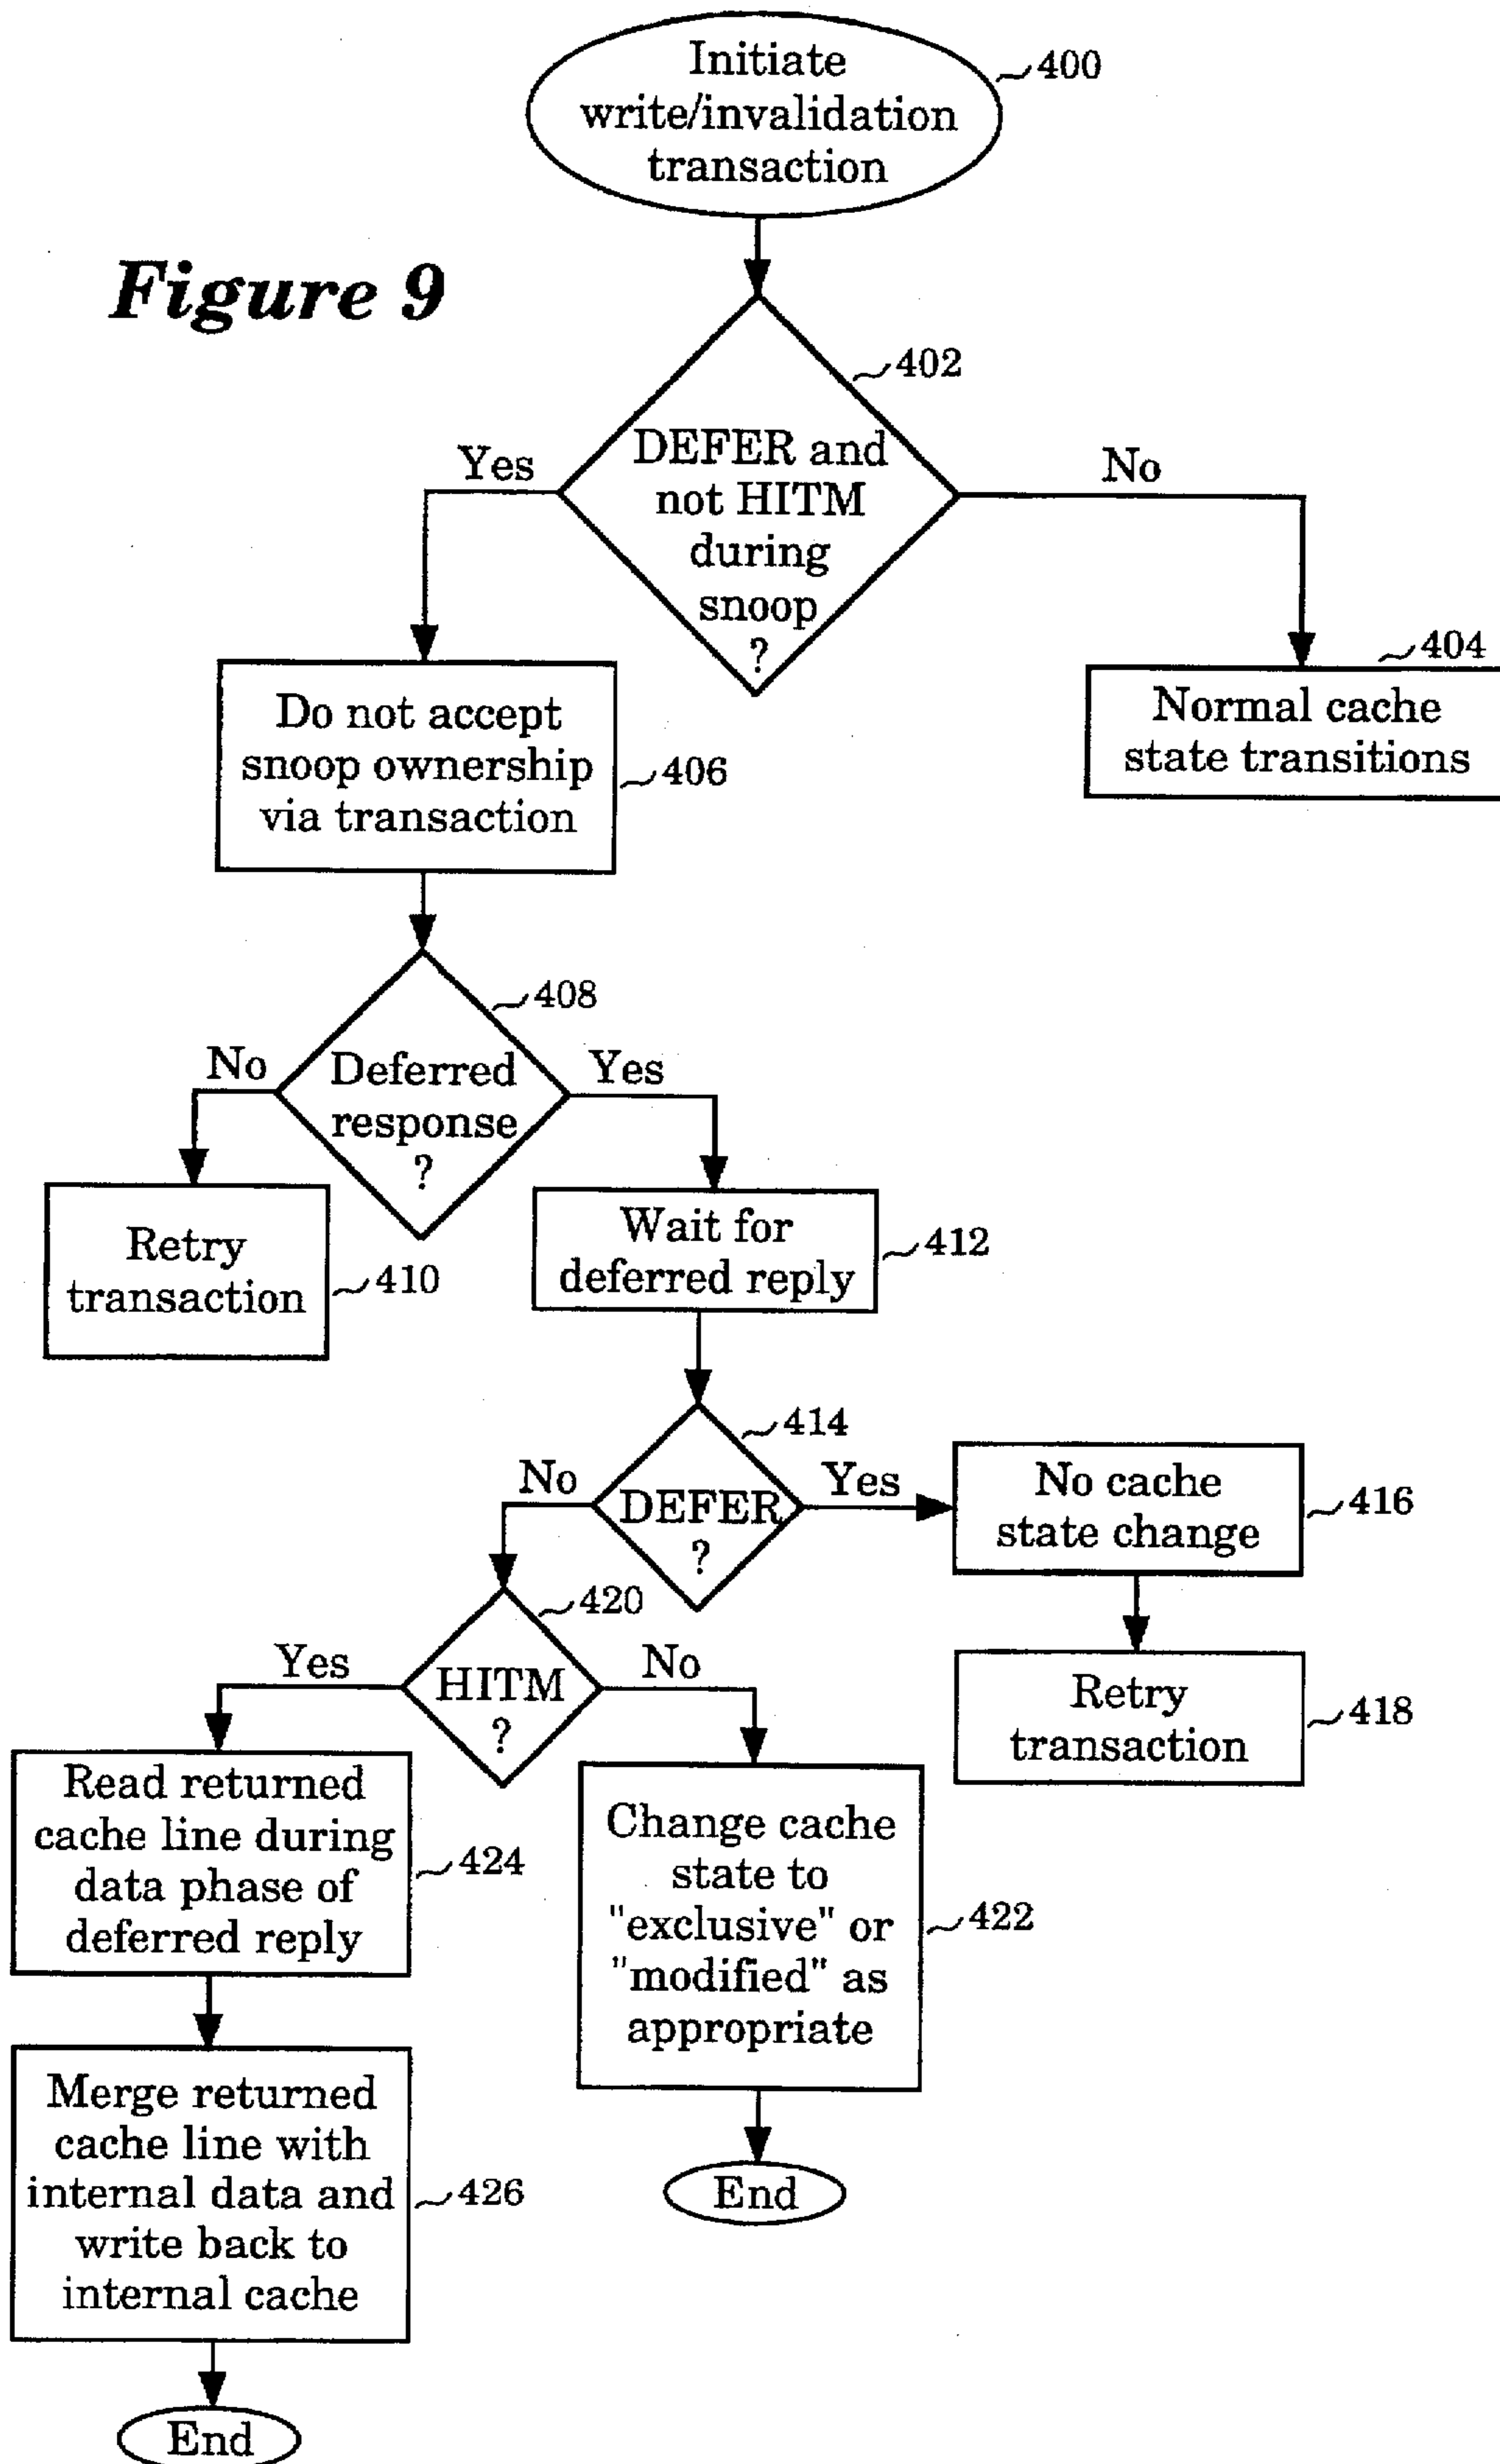 Initiate
write/invalidation
transaction
400
Figure 9
402
DEFER and
not HITM
during
snoop
?
Yes
No
404
Normal cache
state transitions
Do not accept
snoop ownership
via transaction
406
408
Deferred
response
?
No
Yes
Retry
transaction
410
Wait for
deferred reply
412
414
DEFER
?
No
Yes
No cache
state change
416
Retry
transaction
418
420
HITM
?
Yes
No
Read returned
cache line during
data phase of
deferred reply
424
Change cache
state to
"exclusive" or
"modified" as
appropriate
422
Merge returned
cache line with
internal data and
write back to
internal cache
426
End
End